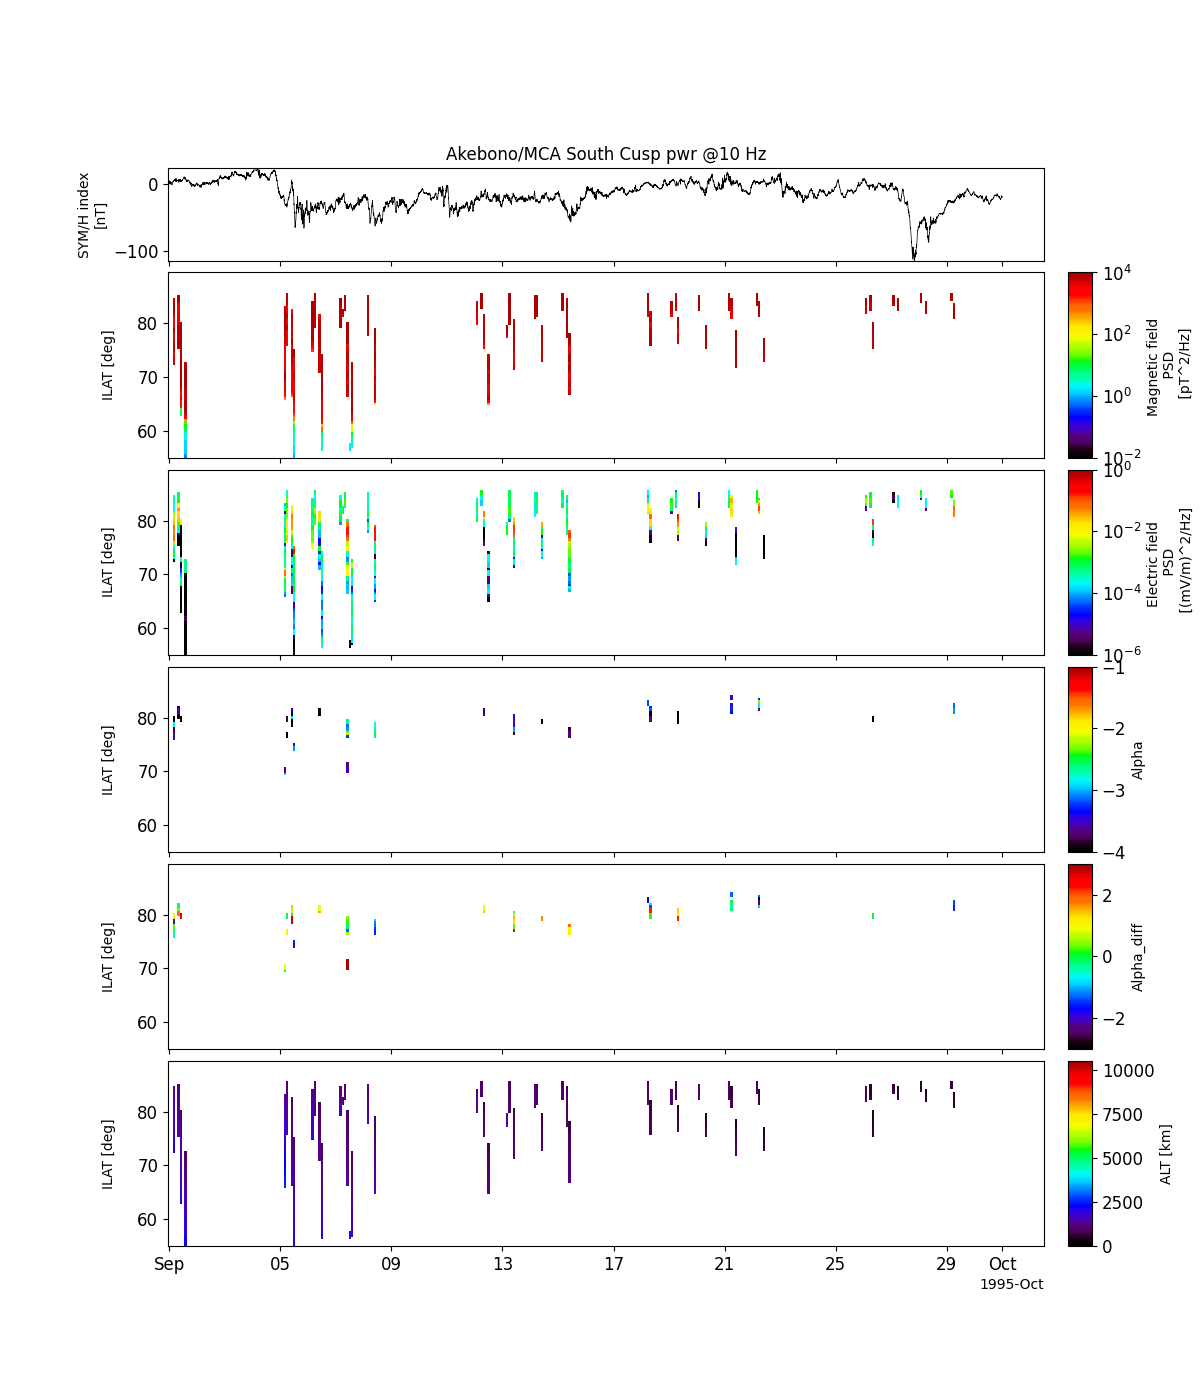 Akebono/MCA South Cusp pwr @10 Hz
SYM/H index
[nT]
0
−100
ILAT [deg]
80
70
60
10^4
10^2
10^0
10^−2
Magnetic field
PSD
[pT^2/Hz]
ILAT [deg]
80
70
60
10^0
10^−2
10^−4
10^−6
Electric field
PSD
[(mV/m)^2/Hz]
ILAT [deg]
80
70
60
−1
−2
−3
−4
Alpha
ILAT [deg]
80
70
60
2
0
−2
Alpha_diff
ILAT [deg]
80
70
60
10000
7500
5000
2500
0
ALT [km]
Sep 05 09 13 17 21 25 29 Oct
1995-Oct